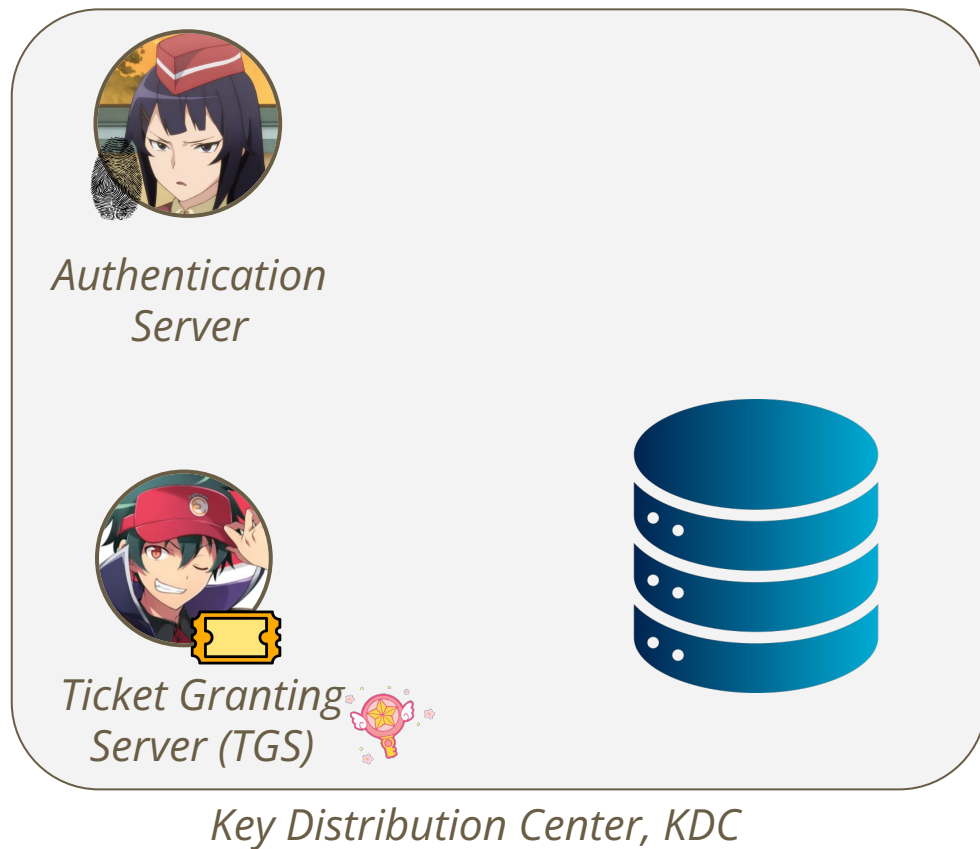 Authentication
Server
Ticket Granting
Server (TGS)
Key Distribution Center, KDC